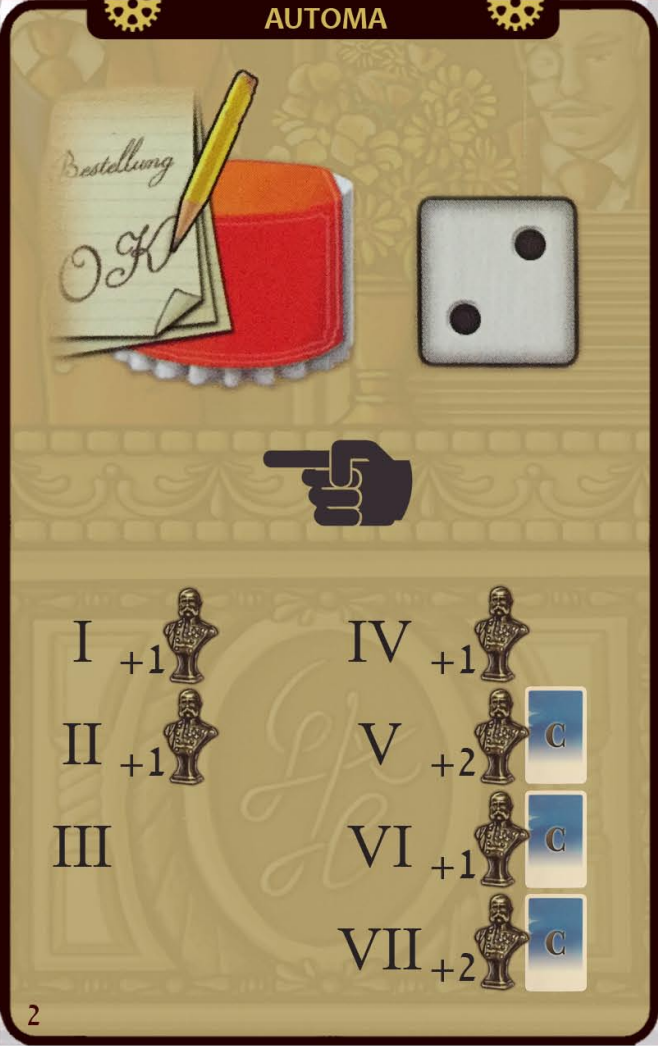 AUTOMA
Bestellung
OK
I +1
IV +1
II +1
V +2 C
III
VI +1 C
VII +2 C
2